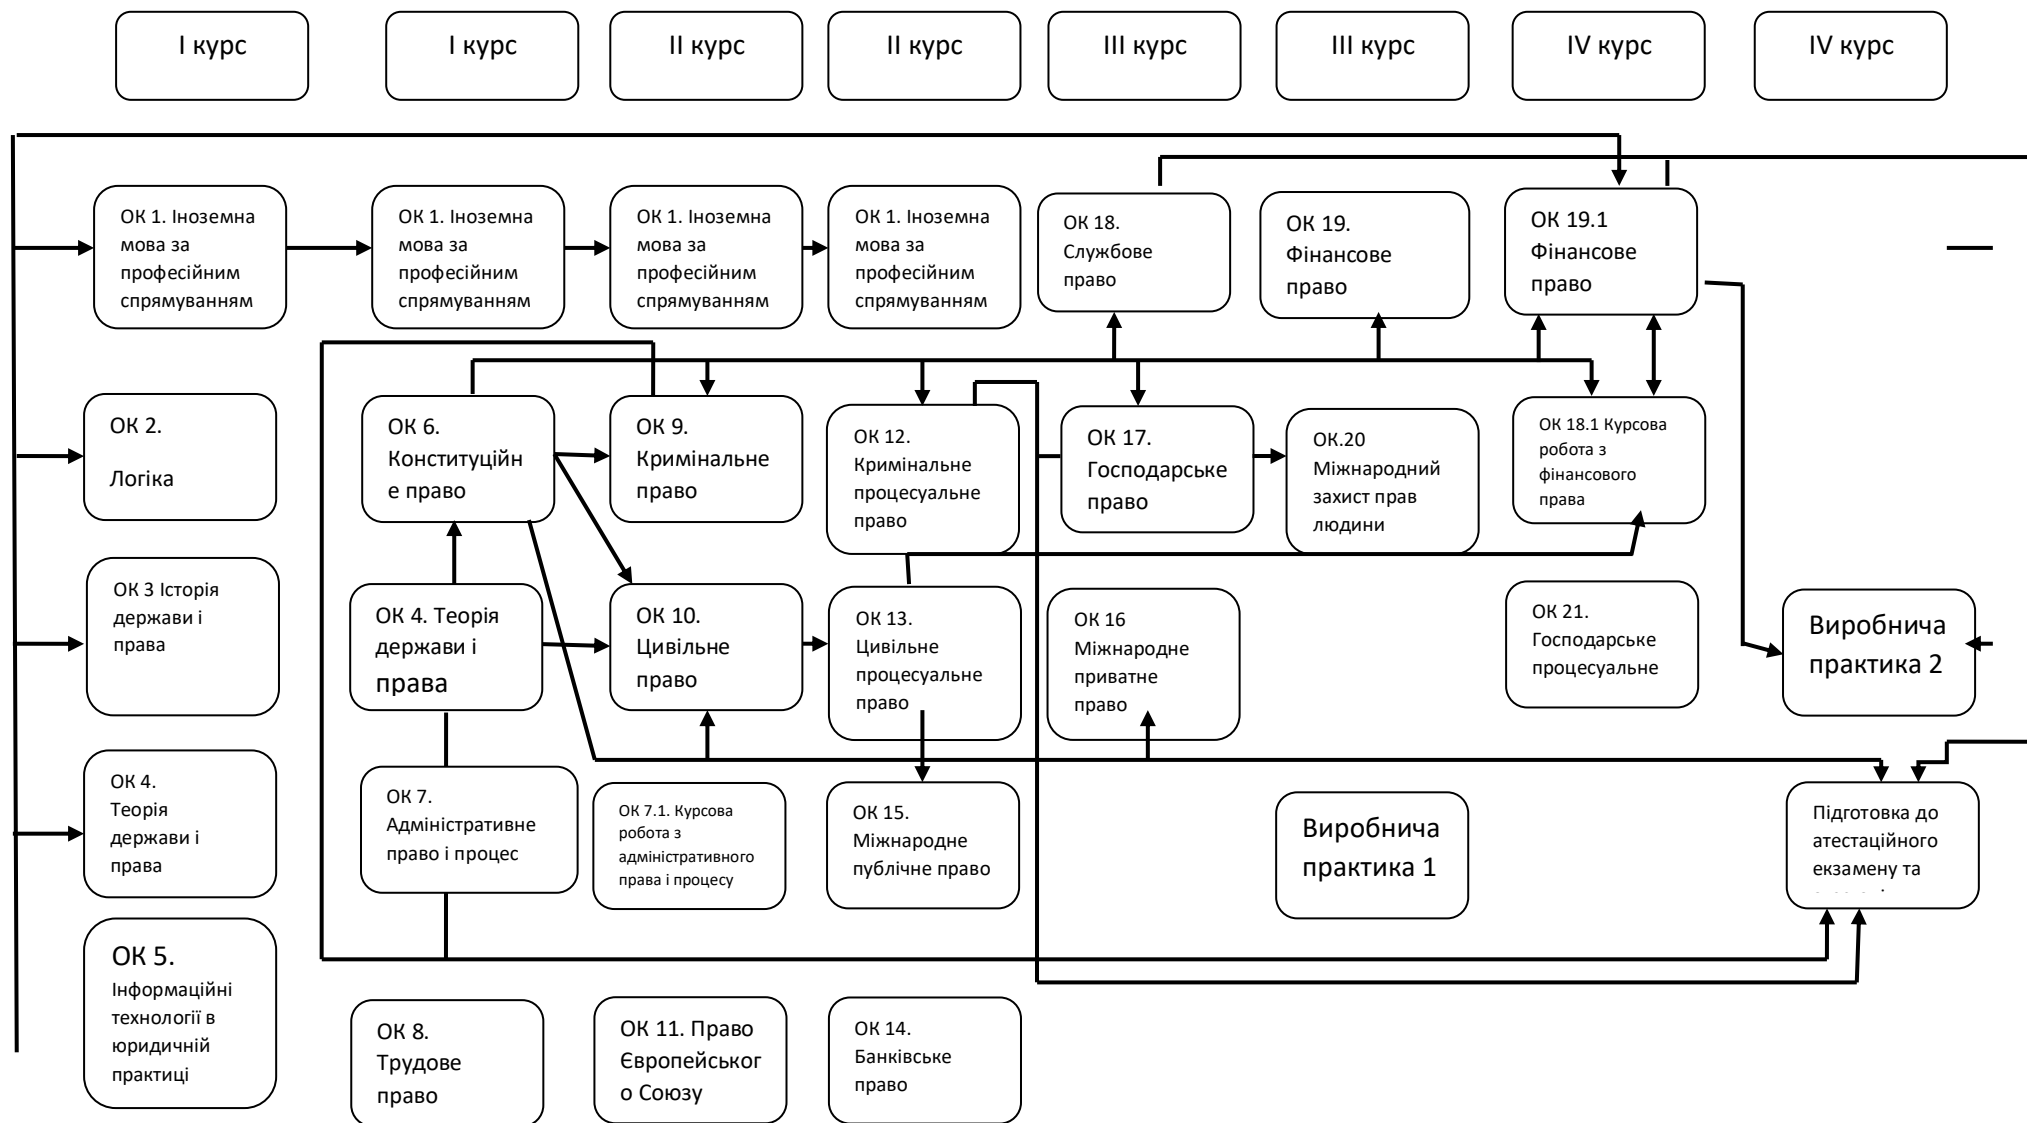 І курс
І курс
ІІ курс
ІІ курс
ІІІ курс
ІІІ курс
ІV курс
ІV курс
ОК 1. Іноземна
мова за
професійним
спрямуванням
ОК 1. Іноземна
мова за
професійним
спрямуванням
ОК 1. Іноземна
мова за
професійним
спрямуванням
ОК 1. Іноземна
мова за
професійним
спрямуванням
ОК 18.
Службове
право
ОК 19.
Фінансове
право
ОК 19.1
Фінансове
право
ОК 2.
Логіка
ОК 6.
Конституційн
е право
ОК 9.
Кримінальне
право
ОК 12.
Кримінальне
процесуальне
право
ОК 17.
Господарське
право
ОК.20
Міжнародний
захист прав
людини
ОК 18.1 Курсова
робота з
фінансового
права
ОК 3 Історія
держави і
права
ОК 4. Теорія
держави і
права
ОК 10.
Цивільне
право
ОК 13.
Цивільне
процесуальне
право
ОК 16
Міжнародне
приватне
право
ОК 21.
Господарське
процесуальне
Виробнича
практика 2
ОК 4.
Теорія
держави і
права
ОК 7.
Адміністративне
право і процес
ОК 7.1. Курсова
робота з
адміністративного
права і процесу
ОК 15.
Міжнародне
публічне право
Виробнича
практика 1
Підготовка до
атестаційного
екзамену та
ОК 5.
Інформаційні
технології в
юридичній
практиці
ОК 8.
Трудове
право
ОК 11. Право
Європейськог
о Союзу
ОК 14.
Банківське
право